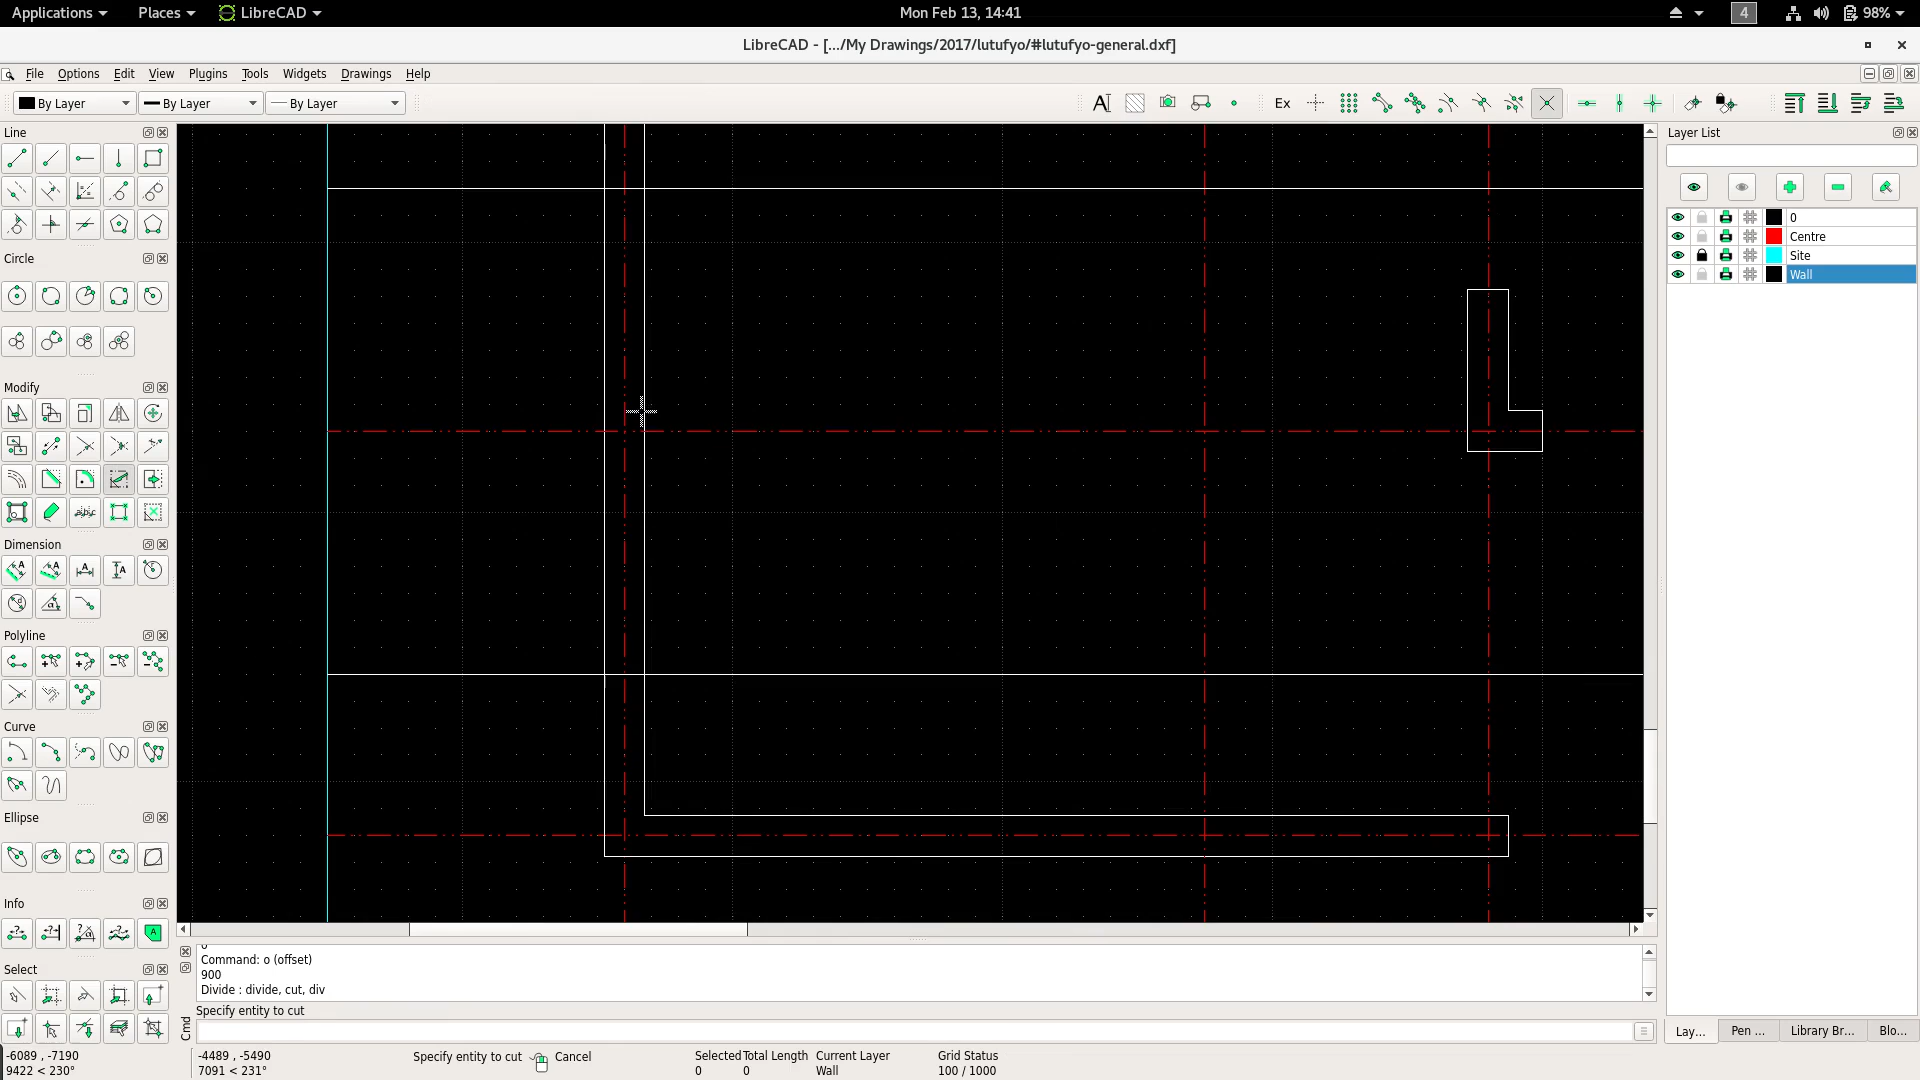 Applications Places LibreCAD Mon Feb 13, 14:41 4 98%
LibreCAD - [.../My Drawings/2017/lutufyo/#lutufyo-general.dxf]
File Options Edit View Plugins Tools Widgets Drawings Help
By Layer By Layer By Layer Ex
Line
Circle
Modify
Dimension
Polyline
Curve
Ellipse
Info
Select
Layer List
0
Centre
Site
Wall
Command: o (offset)
900
Divide : divide, cut, div
Specify entity to cut
Cmd
Lay... Pen ... Library Br... Blo...
-6089 , -7190 -4489 , -5490 Specify entity to cut Cancel Selected Total Length Current Layer Grid Status
9422 < 230° 7091 < 231° 0 0 Wall 100 / 1000